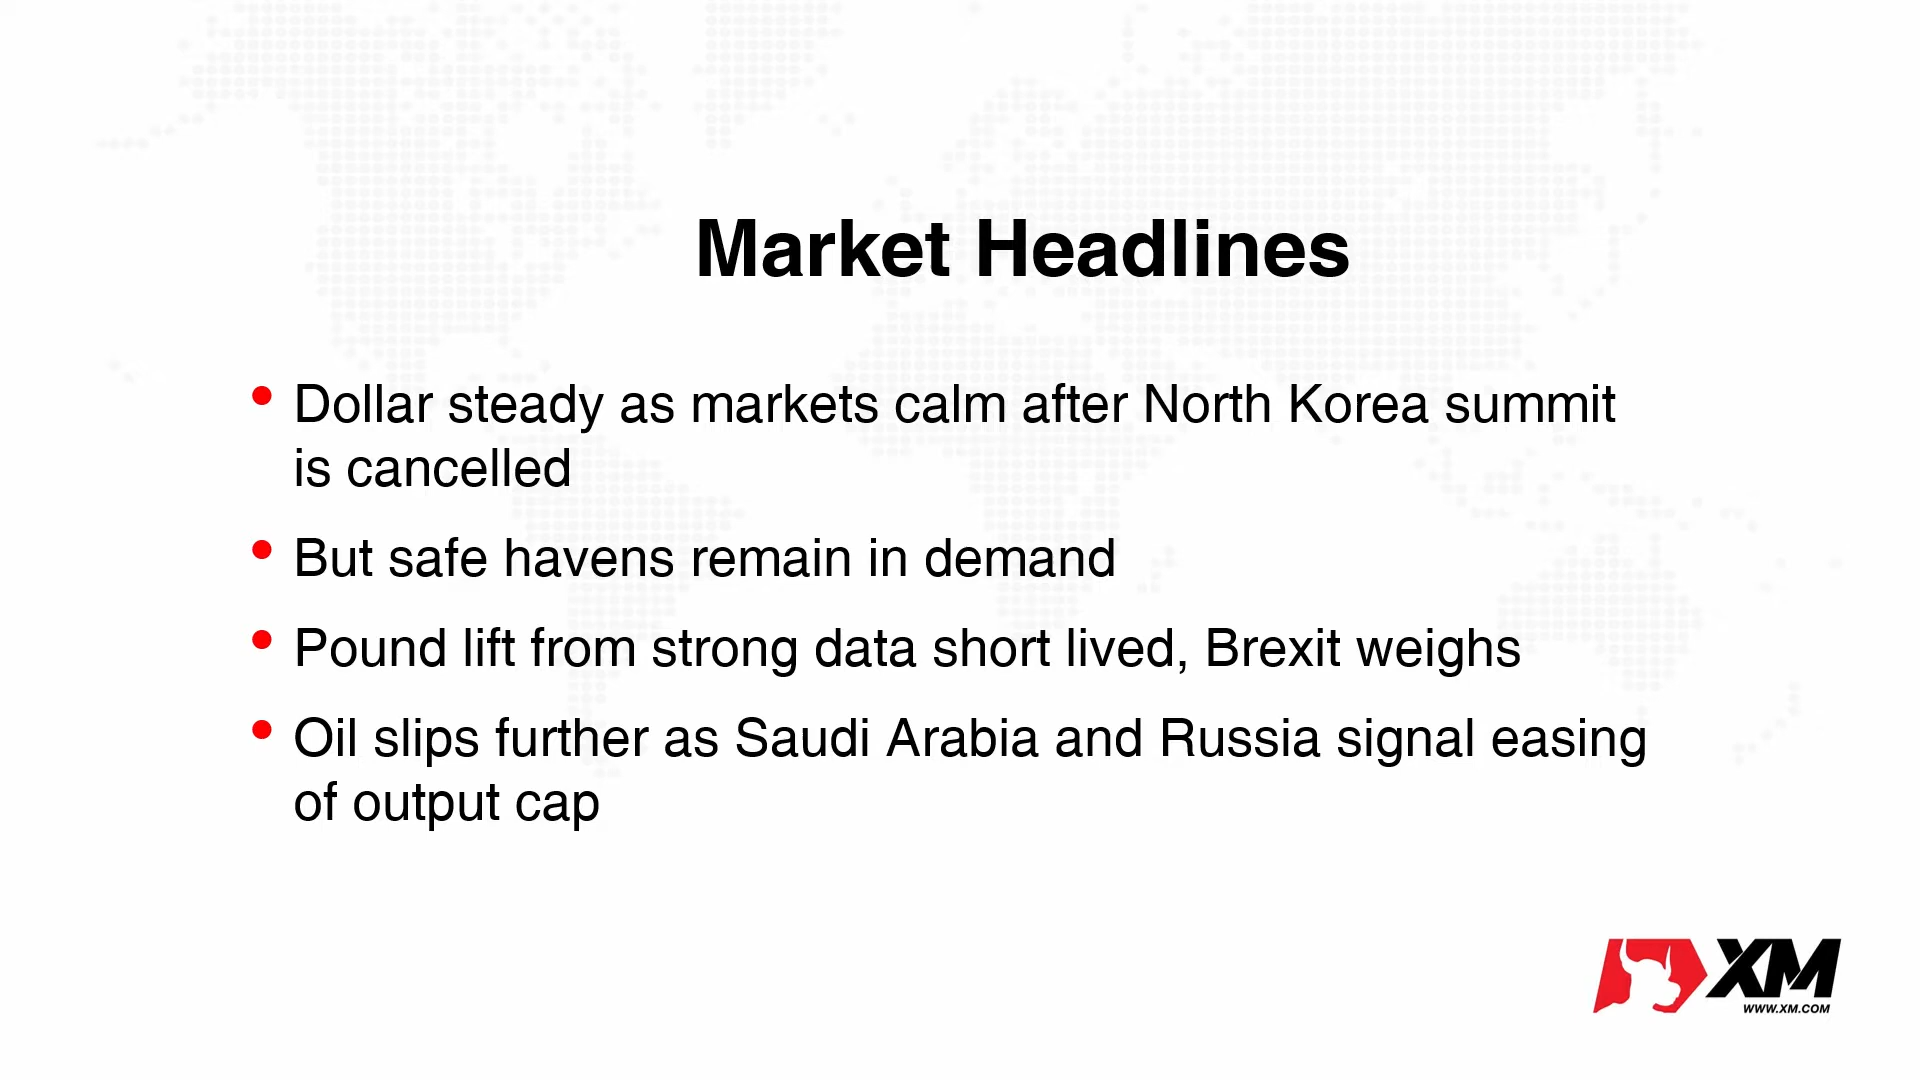 Market Headlines
Dollar steady as markets calm after North Korea summit
is cancelled
But safe havens remain in demand
Pound lift from strong data short lived, Brexit weighs
Oil slips further as Saudi Arabia and Russia signal easing
of output cap
XM
WWW.XM.COM